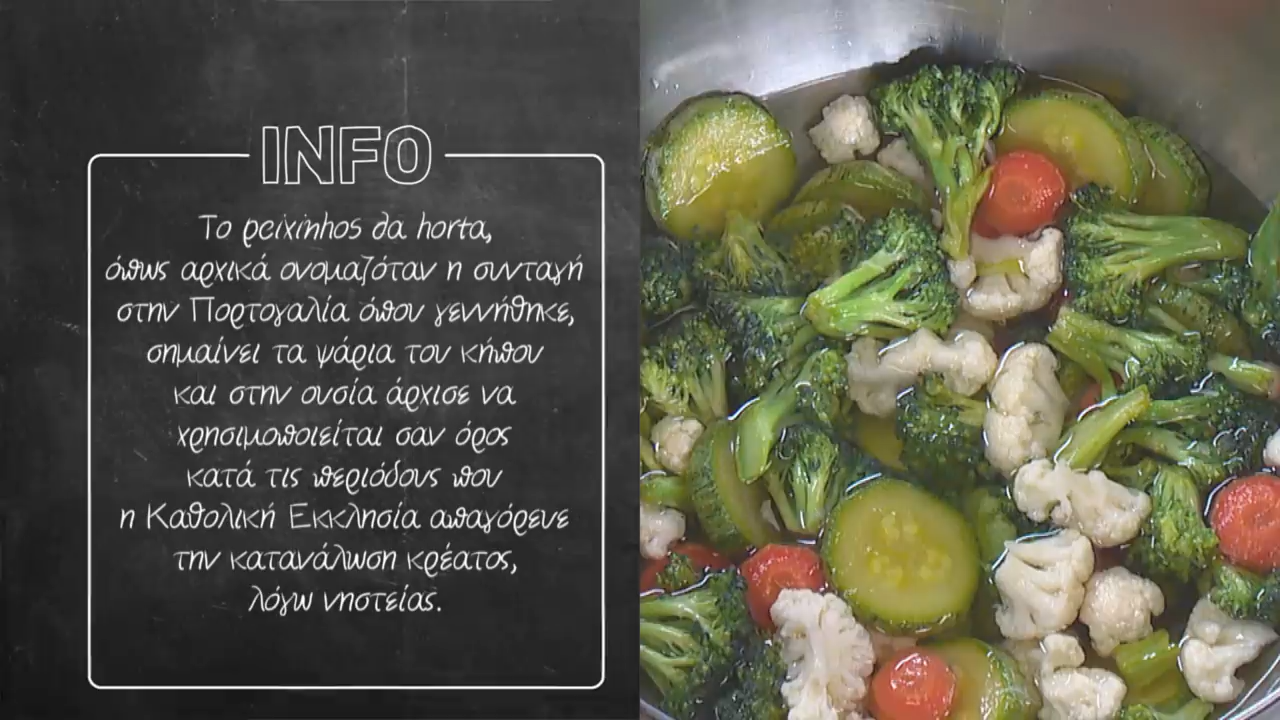 INFO
Το peixinhos da horta,
όπως αρχικά ονομαζόταν η συνταγή
στην Πορτογαλία όπου γεννήθηκε,
σημαίνει τα ψάρια του κήπου
και στην ουσία άρχισε να
χρησιμοποιείται σαν όρος
κατά τις περιόδους που
η Καθολική Εκκλησία απαγόρευε
την κατανάλωση κρέατος,
λόγω νηστείας.